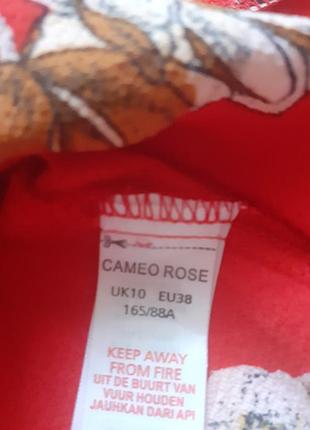 CAMEO ROSE
UK10 EU38
165/88A
KEEP AWAY
FROM FIRE
UIT DE BUURT VAN
VUUR HOUDEN
JAUHKAN DARI API